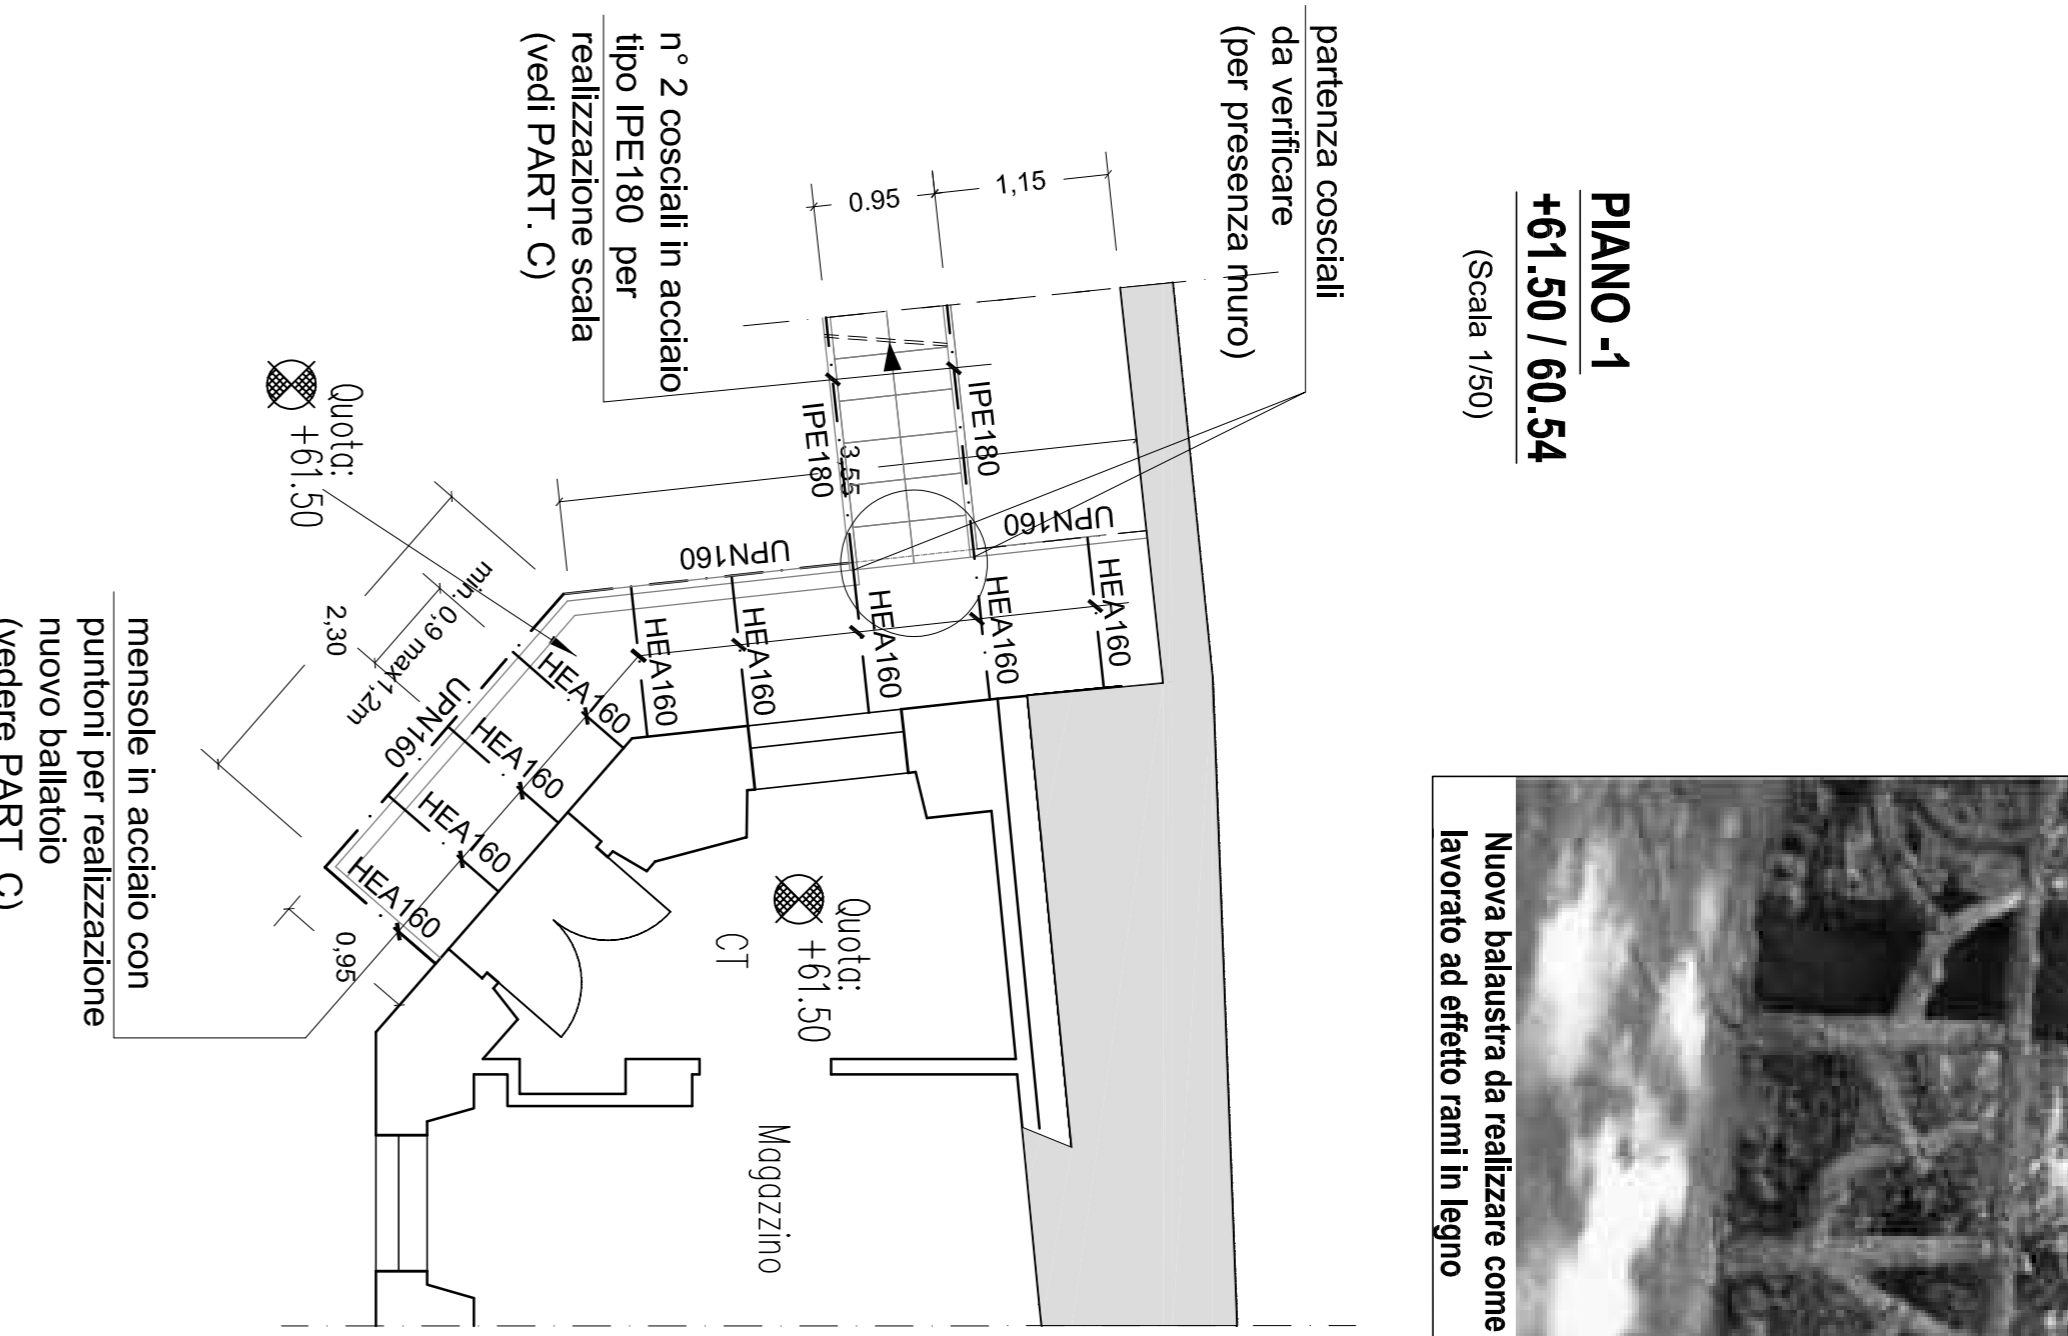 PIANO -1
+61.50 / 60.54
(Scala 1/50)
partenza cosciali
da verificare
(per presenza muro)
n° 2 cosciali in acciaio
tipo IPE180 per
realizzazione scala
(vedi PART. C)
1,15
0.95
IPE180
IPE180
3,55
UPN160
UPN160
HEA160
HEA160
HEA160
HEA160
HEA160
HEA160
HEA160
HEA160
HEA160
UPN160
Quota:
+61.50
min. 0,9 max 1,2m
2,30
0,95
mensole in acciaio con
puntoni per realizzazione
nuovo ballatoio
(vedere PART. C)
Quota:
+61.50
CT
Magazzino
Nuova balaustra da realizzare come
lavorato ad effetto rami in legno